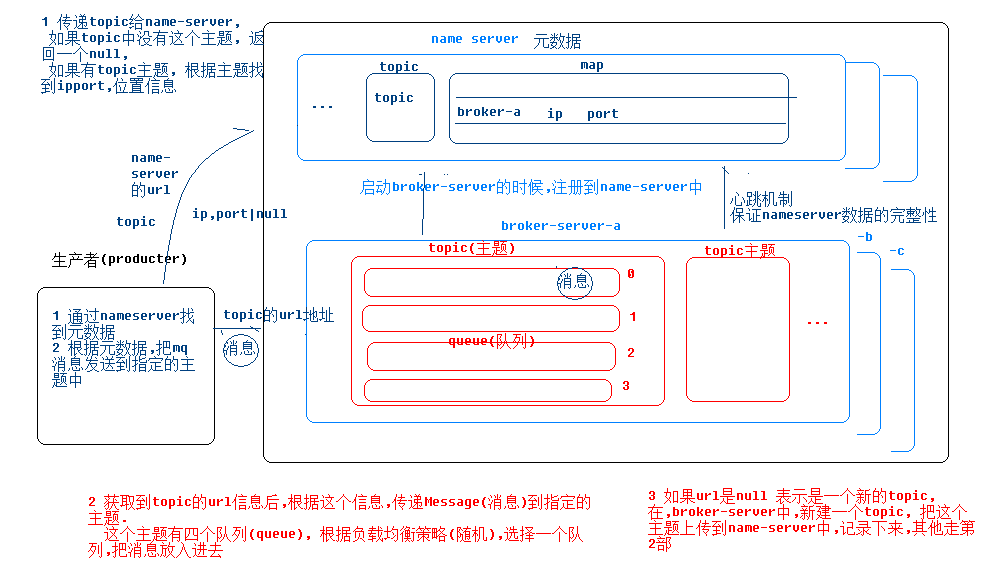 1 传递topic给name-server,
如果topic中没有这个主题, 返
回一个null,
如果有topic主题, 根据主题找
到ipport,位置信息
name server 元数据
topic
map
...
topic
broker-a ip port
name-
server
的url
topic
ip,port|null
启动broker-server的时候,注册到name-server中
心跳机制
保证nameserver数据的完整性
broker-server-a
-b
-c
生产者(producter)
topic(主题)
topic主题
消息
0
1
queue(队列)
2
3
...
1 通过nameserver找
到元数据
2 根据元数据,把mq
消息发送到指定的主
题中
topic的url地址
消息
2 获取到topic的url信息后,根据这个信息,传递Message(消息)到指定的
主题.
这个主题有四个队列(queue), 根据负载均衡策略(随机),选择一个队
列,把消息放入进去
3 如果url是null 表示是一个新的topic,
在,broker-server中,新建一个topic, 把这个
主题上传到name-server中,记录下来,其他走第
2部